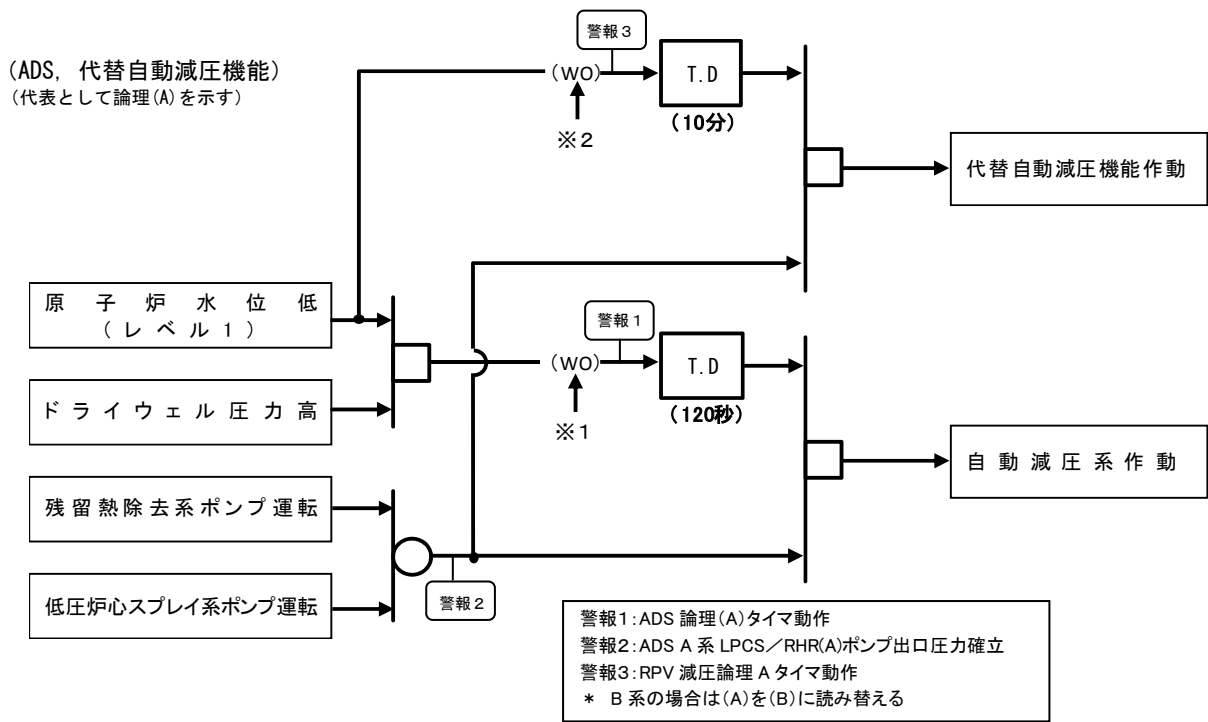 警報3
(ADS, 代替自動減圧機能)
(代表として論理(A)を示す)
(WO)
T.D
(10分)
※2
代替自動減圧機能作動
原子炉水位低
(レベル1)
警報1
(WO)
T.D
(120秒)
※1
ドライウェル圧力高
自動減圧系作動
残留熱除去系ポンプ運転
警報2
低圧炉心スプレイ系ポンプ運転
警報1:ADS 論理(A)タイマ動作
警報2:ADS A 系 LPCS/RHR(A)ポンプ出口圧力確立
警報3:RPV 減圧論理 A タイマ動作
* B 系の場合は(A)を(B)に読み替える